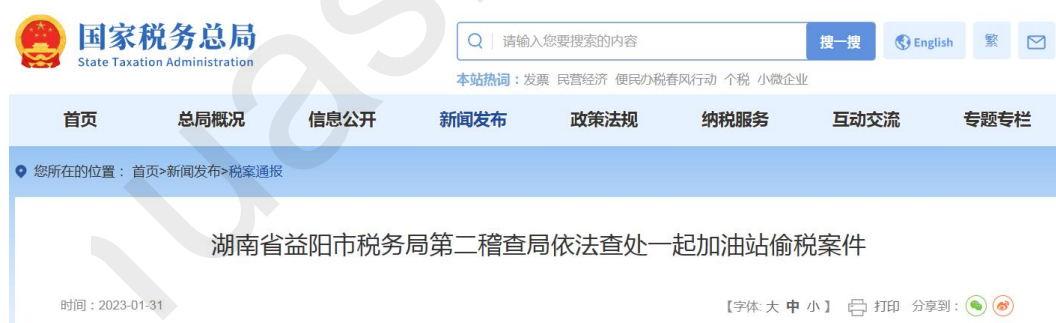 国家税务总局
State Taxation Administration
请输入您要搜索的内容
搜一搜
English
繁
本站热词：发票 民营经济 便民办税春风行动 个税 小微企业
首页 总局概况 信息公开 新闻发布 政策法规 纳税服务 互动交流 专题专栏
您所在的位置： 首页>新闻发布>税案通报
湖南省益阳市税务局第二稽查局依法查处一起加油站偷税案件
时间：2023-01-31
【字体: 大 中 小 】 打印 分享到：